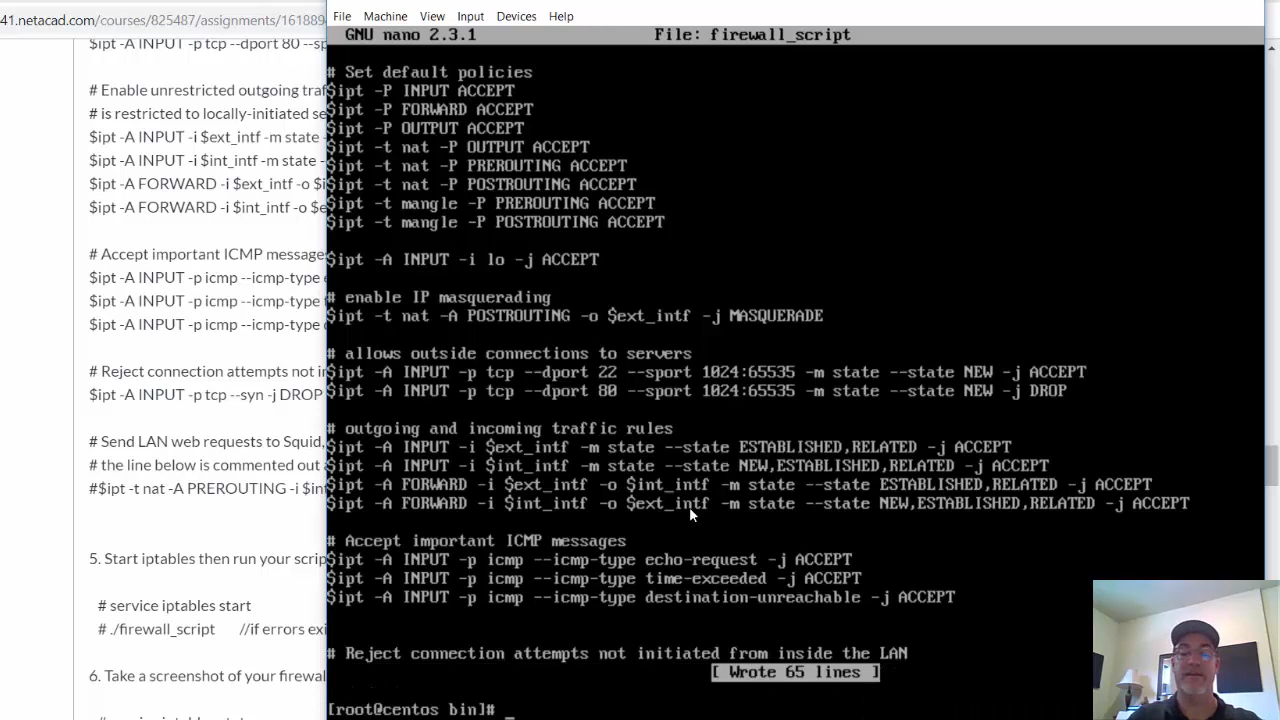 41.netacad.com/courses/825487/assignments/161889
$ipt -A INPUT -p tcp --dport 80 --sp
# Enable unrestricted outgoing traf
# is restricted to locally-initiated se
$ipt -A INPUT -i $ext_intf -m state -
$ipt -A INPUT -i $int_intf -m state -
$ipt -A FORWARD -i $ext_intf -o $i
$ipt -A FORWARD -i $int_intf -o $e
# Accept important ICMP messages
$ipt -A INPUT -p icmp --icmp-type e
$ipt -A INPUT -p icmp --icmp-type t
$ipt -A INPUT -p icmp --icmp-type d
# Reject connection attempts not in
$ipt -A INPUT -p tcp --syn -j DROP
# Send LAN web requests to Squid.
# the line below is commented out
#$ipt -t nat -A PREROUTING -i $int
5. Start iptables then run your scrip
# service iptables start
# ./firewall_script //if errors exi
6. Take a screenshot of your firewal
File Machine View Input Devices Help
GNU nano 2.3.1 File: firewall_script
# Set default policies
$ipt -P INPUT ACCEPT
$ipt -P FORWARD ACCEPT
$ipt -P OUTPUT ACCEPT
$ipt -t nat -P OUTPUT ACCEPT
$ipt -t nat -P PREROUTING ACCEPT
$ipt -t nat -P POSTROUTING ACCEPT
$ipt -t mangle -P PREROUTING ACCEPT
$ipt -t mangle -P POSTROUTING ACCEPT
$ipt -A INPUT -i lo -j ACCEPT
# enable IP masquerading
$ipt -t nat -A POSTROUTING -o $ext_intf -j MASQUERADE
# allows outside connections to servers
$ipt -A INPUT -p tcp --dport 22 --sport 1024:65535 -m state --state NEW -j ACCEPT
$ipt -A INPUT -p tcp --dport 80 --sport 1024:65535 -m state --state NEW -j DROP
# outgoing and incoming traffic rules
$ipt -A INPUT -i $ext_intf -m state --state ESTABLISHED,RELATED -j ACCEPT
$ipt -A INPUT -i $int_intf -m state --state NEW,ESTABLISHED,RELATED -j ACCEPT
$ipt -A FORWARD -i $ext_intf -o $int_intf -m state --state ESTABLISHED,RELATED -j ACCEPT
$ipt -A FORWARD -i $int_intf -o $ext_intf -m state --state NEW,ESTABLISHED,RELATED -j ACCEPT
# Accept important ICMP messages
$ipt -A INPUT -p icmp --icmp-type echo-request -j ACCEPT
$ipt -A INPUT -p icmp --icmp-type time-exceeded -j ACCEPT
$ipt -A INPUT -p icmp --icmp-type destination-unreachable -j ACCEPT
# Reject connection attempts not initiated from inside the LAN
[ Wrote 65 lines ]
[root@centos bin]# _